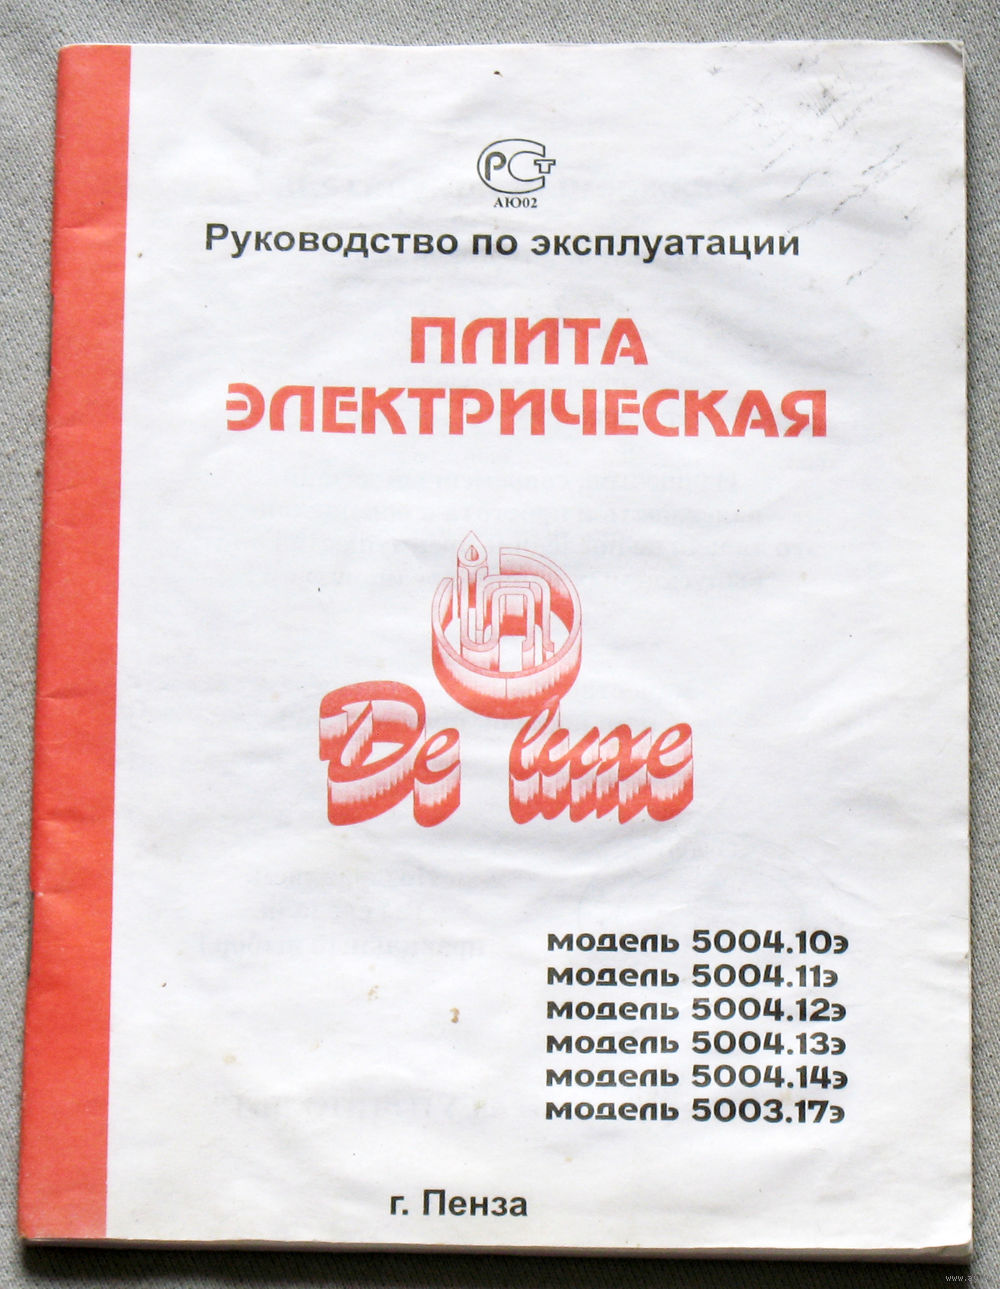 РСТ
АЮ02
Руководство по эксплуатации
ПЛИТА
ЭЛЕКТРИЧЕСКАЯ
De luxe
модель 5004.10э
модель 5004.11э
модель 5004.12э
модель 5004.13э
модель 5004.14э
модель 5003.17э
г. Пенза